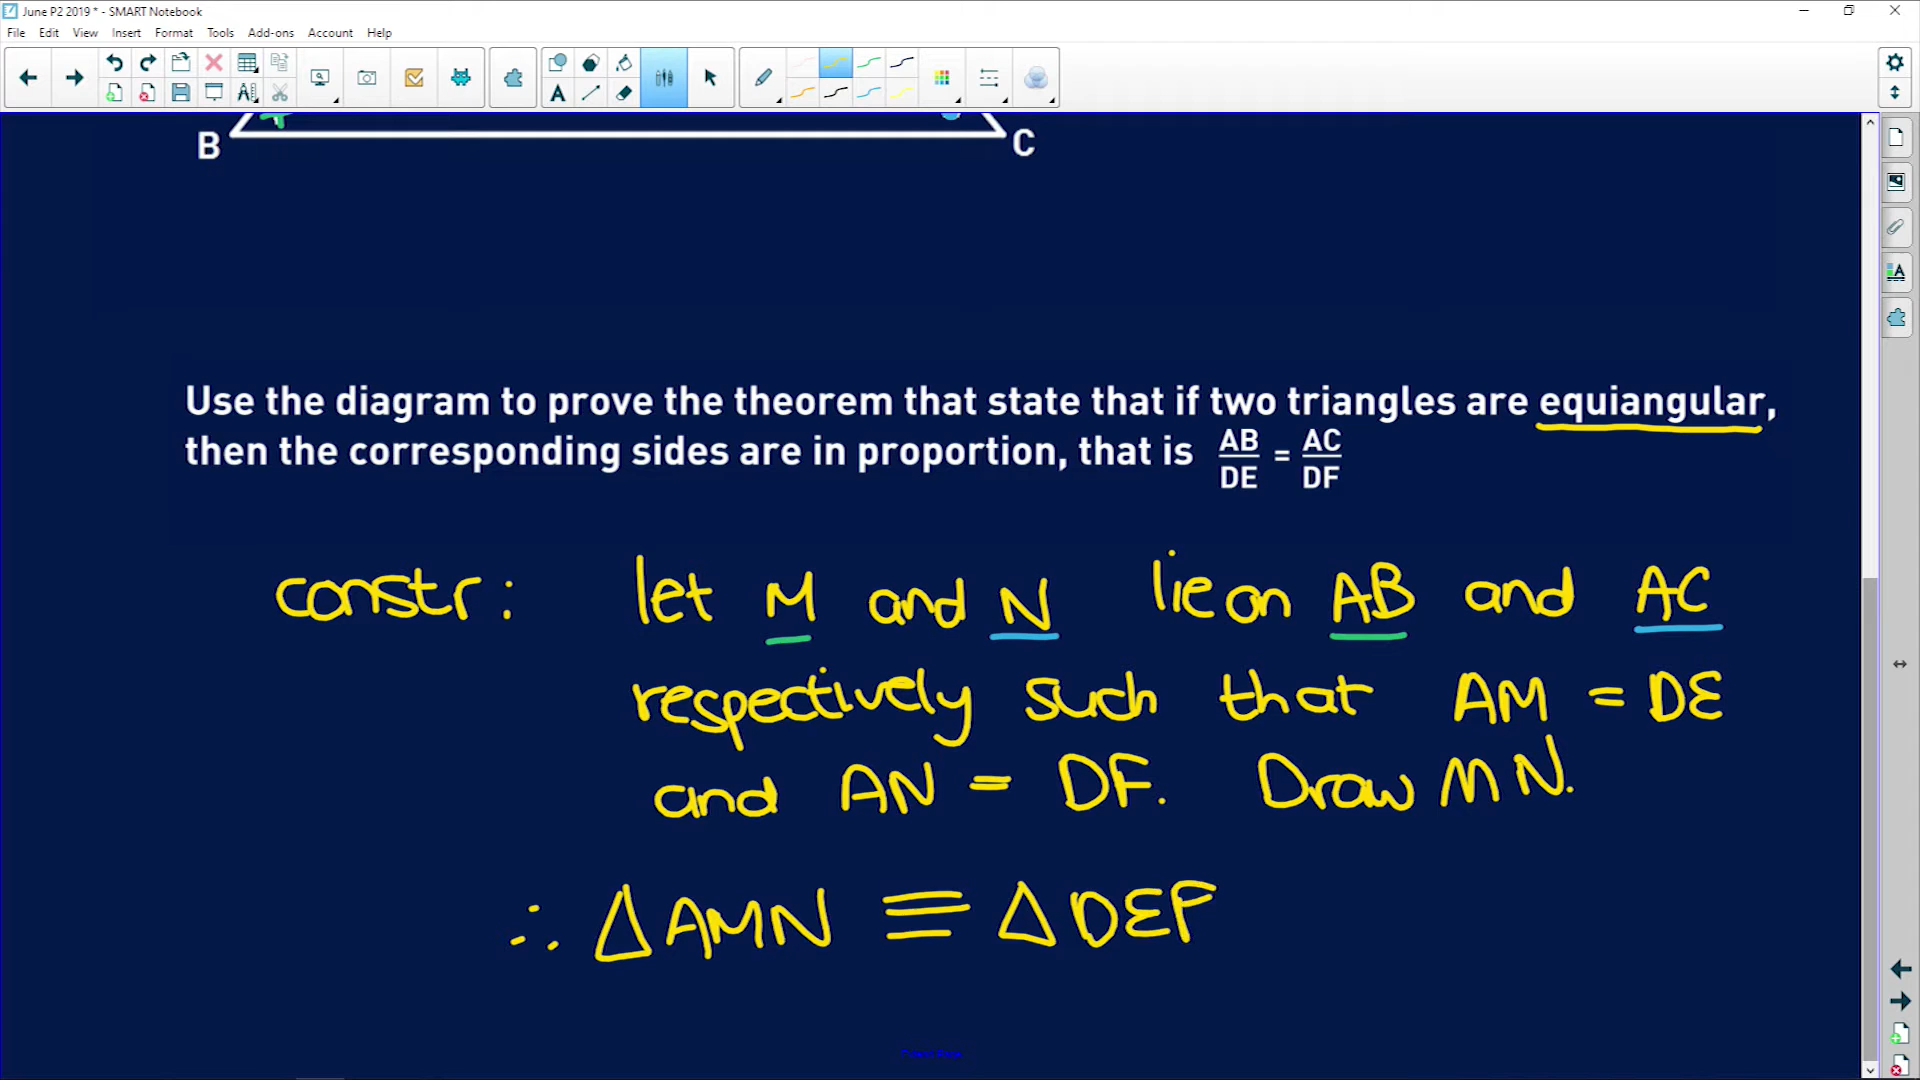 June P2 2019 * - SMART Notebook
File Edit View Insert Format Tools Add-ons Account Help
B
C
Use the diagram to prove the theorem that state that if two triangles are equiangular,
then the corresponding sides are in proportion, that is AB/DE = AC/DF
constr: let M and N lie on AB and AC
respectively such that AM = DE
and AN = DF. Draw MN.
∴ △AMN ≡ △DEF